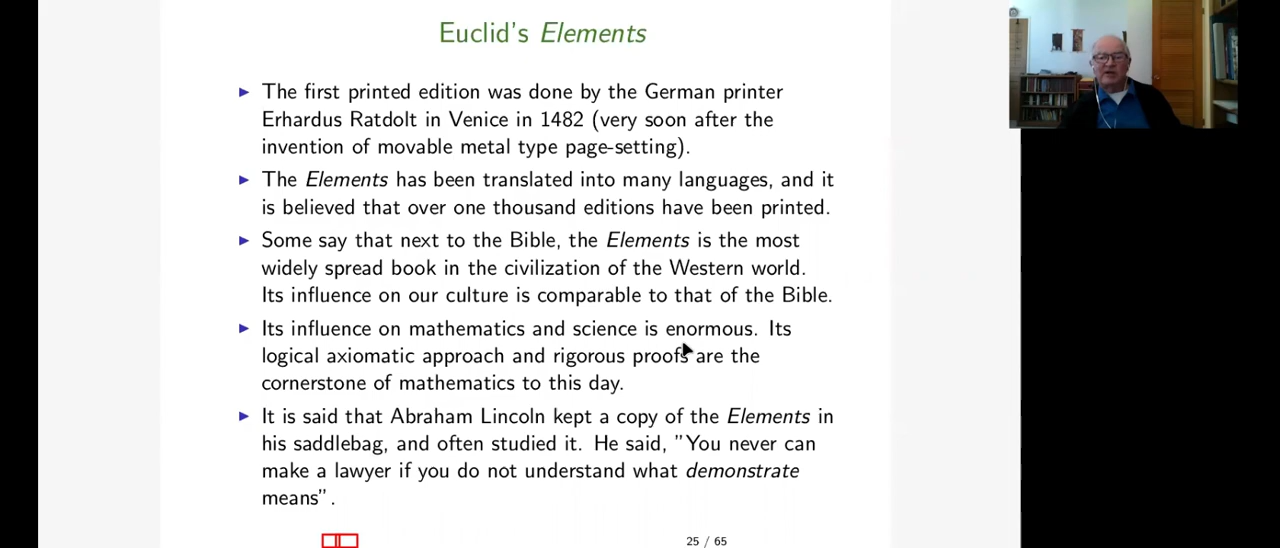 Euclid's Elements
► The first printed edition was done by the German printer
Erhardus Ratdolt in Venice in 1482 (very soon after the
invention of movable metal type page-setting).
► The Elements has been translated into many languages, and it
is believed that over one thousand editions have been printed.
► Some say that next to the Bible, the Elements is the most
widely spread book in the civilization of the Western world.
Its influence on our culture is comparable to that of the Bible.
► Its influence on mathematics and science is enormous. Its
logical axiomatic approach and rigorous proofs are the
cornerstone of mathematics to this day.
► It is said that Abraham Lincoln kept a copy of the Elements in
his saddlebag, and often studied it. He said, "You never can
make a lawyer if you do not understand what demonstrate
means".
25 / 65